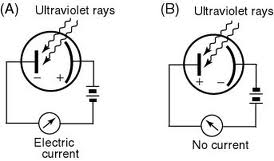 (A)
Ultraviolet rays
− +
Electric
current
(B)
Ultraviolet rays
+ −
No current